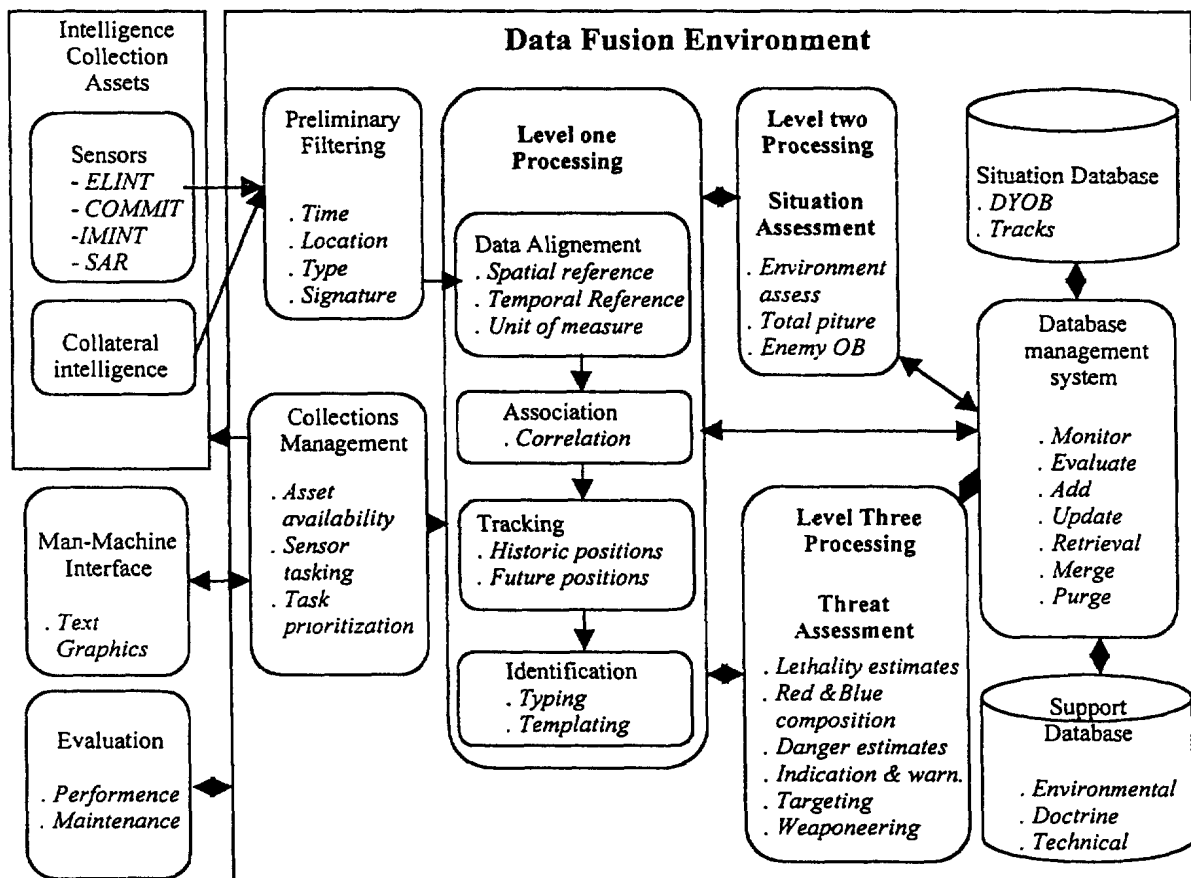 Intelligence
Collection
Assets
Sensors
- ELINT
- COMMIT
-IMINT
- SAR
Collateral
intelligence
Man-Machine
Interface
. Text
Graphics
Evaluation
. Performence
. Maintenance
Data Fusion Environment
Preliminary
Filtering
. Time
. Location
. Type
. Signature
Collections
Management
. Asset
availability
. Sensor
tasking
. Task
prioritization
Level one
Processing
Data Alignement
. Spatial reference
. Temporal Reference
. Unit of measure
Association
. Correlation
Tracking
. Historic positions
. Future positions
Identification
. Typing
. Templating
Level two
Processing
Situation
Assessment
. Environment
assess
. Total piture
. Enemy OB
Level Three
Processing
Threat
Assessment
. Lethality estimates
. Red & Blue
composition
. Danger estimates
. Indication & warn.
. Targeting
. Weaponeering
Situation Database
. DYOB
. Tracks
Database
management
system
. Monitor
. Evaluate
. Add
. Update
. Retrieval
. Merge
. Purge
Support
Database
. Environmental
. Doctrine
. Technical